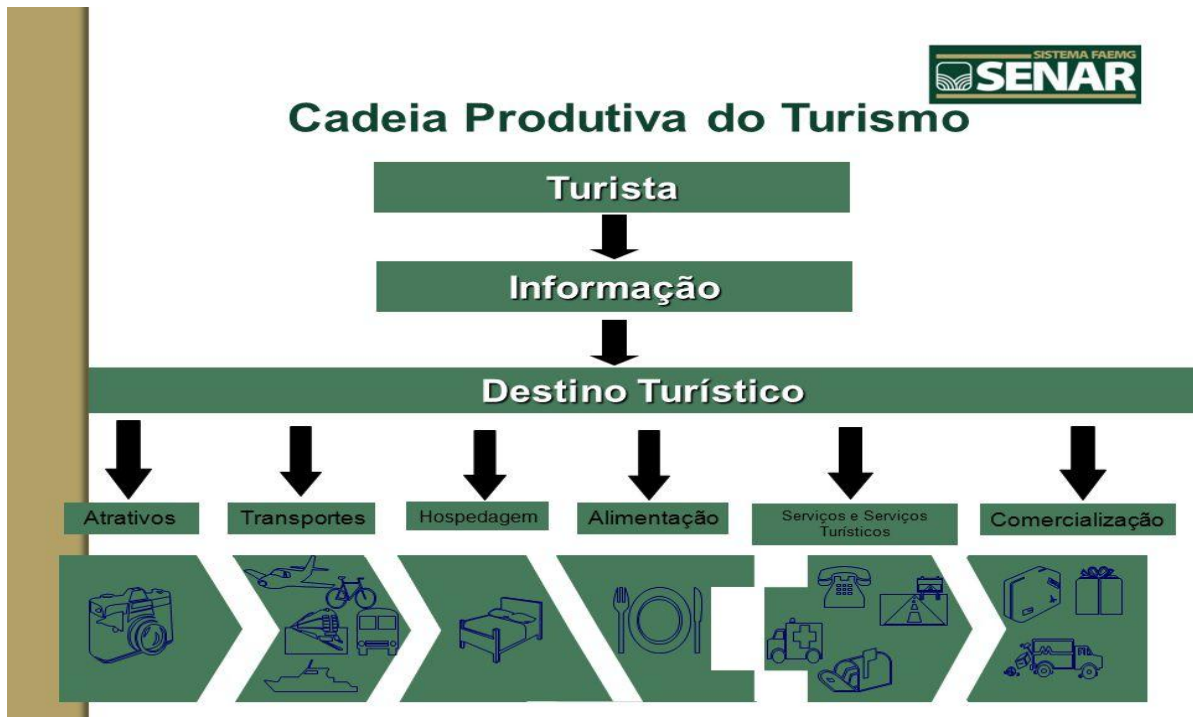 SISTEMA FAEMG
SENAR
Cadeia Produtiva do Turismo
Turista
Informação
Destino Turístico
Atrativos
Transportes
Hospedagem
Alimentação
Serviços e Serviços
Turísticos
Comercialização